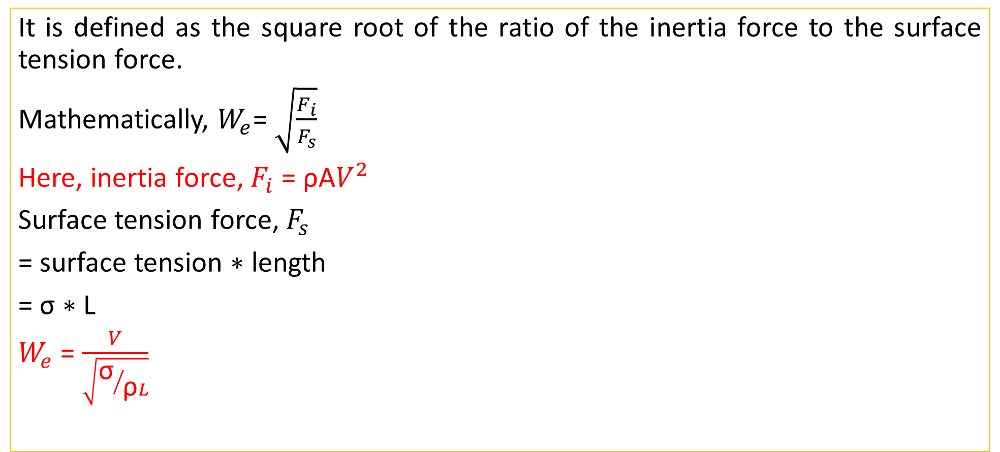 It is defined as the square root of the ratio of the inertia force to the surface
tension force.
Mathematically, $W_e = \sqrt{\frac{F_i}{F_s}}$
Here, inertia force, $F_i$ = ρA$V^2$
Surface tension force, $F_s$
= surface tension ∗ length
= σ ∗ L
$W_e = \frac{V}{\sqrt{σ/ρL}}$